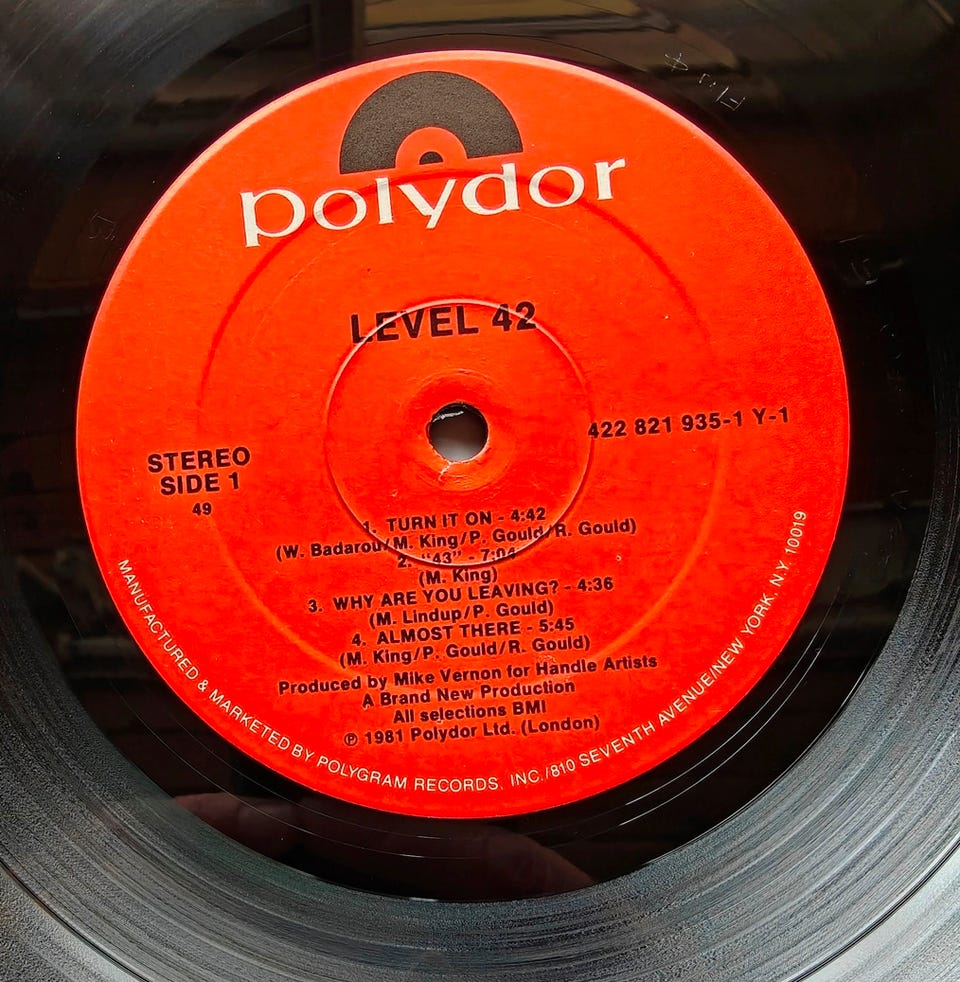 polydor
LEVEL 42
422 821 935-1 Y-1
STEREO
SIDE 1
49
1. TURN IT ON - 4:42
(W. Badarou/M. King/P. Gould/R. Gould)
2. "43" - 7:04
(M. King)
3. WHY ARE YOU LEAVING? - 4:36
(M. Lindup/P. Gould)
4. ALMOST THERE - 5:45
(M. King/P. Gould/R. Gould)
Produced by Mike Vernon for Handle Artists
A Brand New Production
All selections BMI
℗ 1981 Polydor Ltd. (London)
MANUFACTURED & MARKETED BY POLYGRAM RECORDS, INC./810 SEVENTH AVENUE/NEW YORK, N.Y. 10019